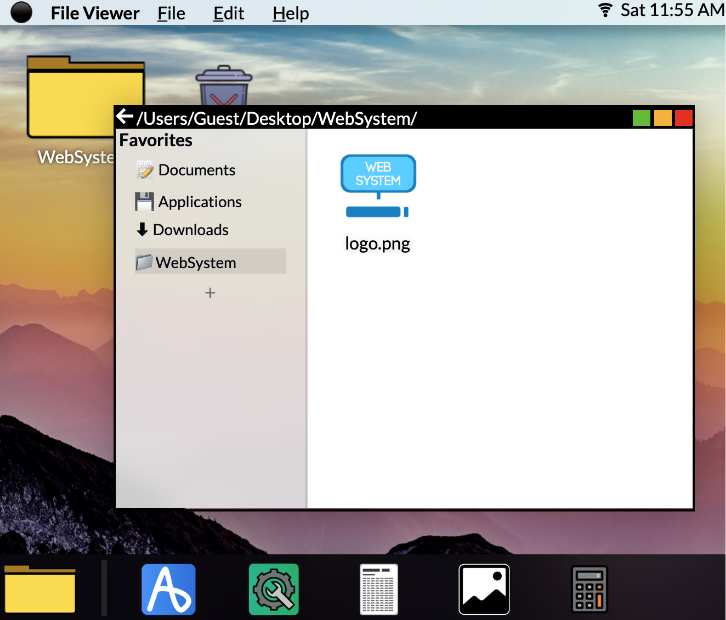 File Viewer File Edit Help Sat 11:55 AM
WebSyste
/Users/Guest/Desktop/WebSystem/
Favorites
Documents
Applications
Downloads
WebSystem
+
WEB
SYSTEM
logo.png